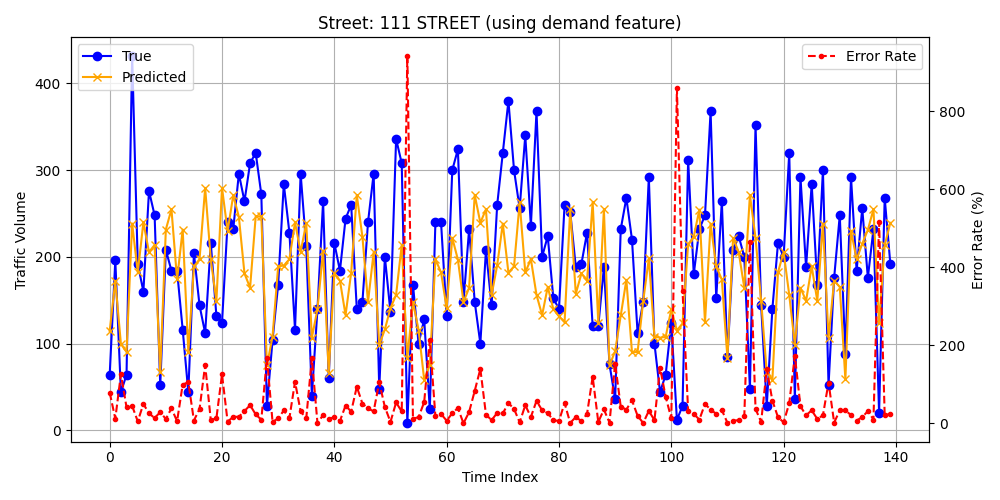 Street: 111 STREET (using demand feature)
True
Predicted
Error Rate
400
300
200
100
0
Traffic Volume
800
600
400
200
0
Error Rate (%)
0 20 40 60 80 100 120 140
Time Index